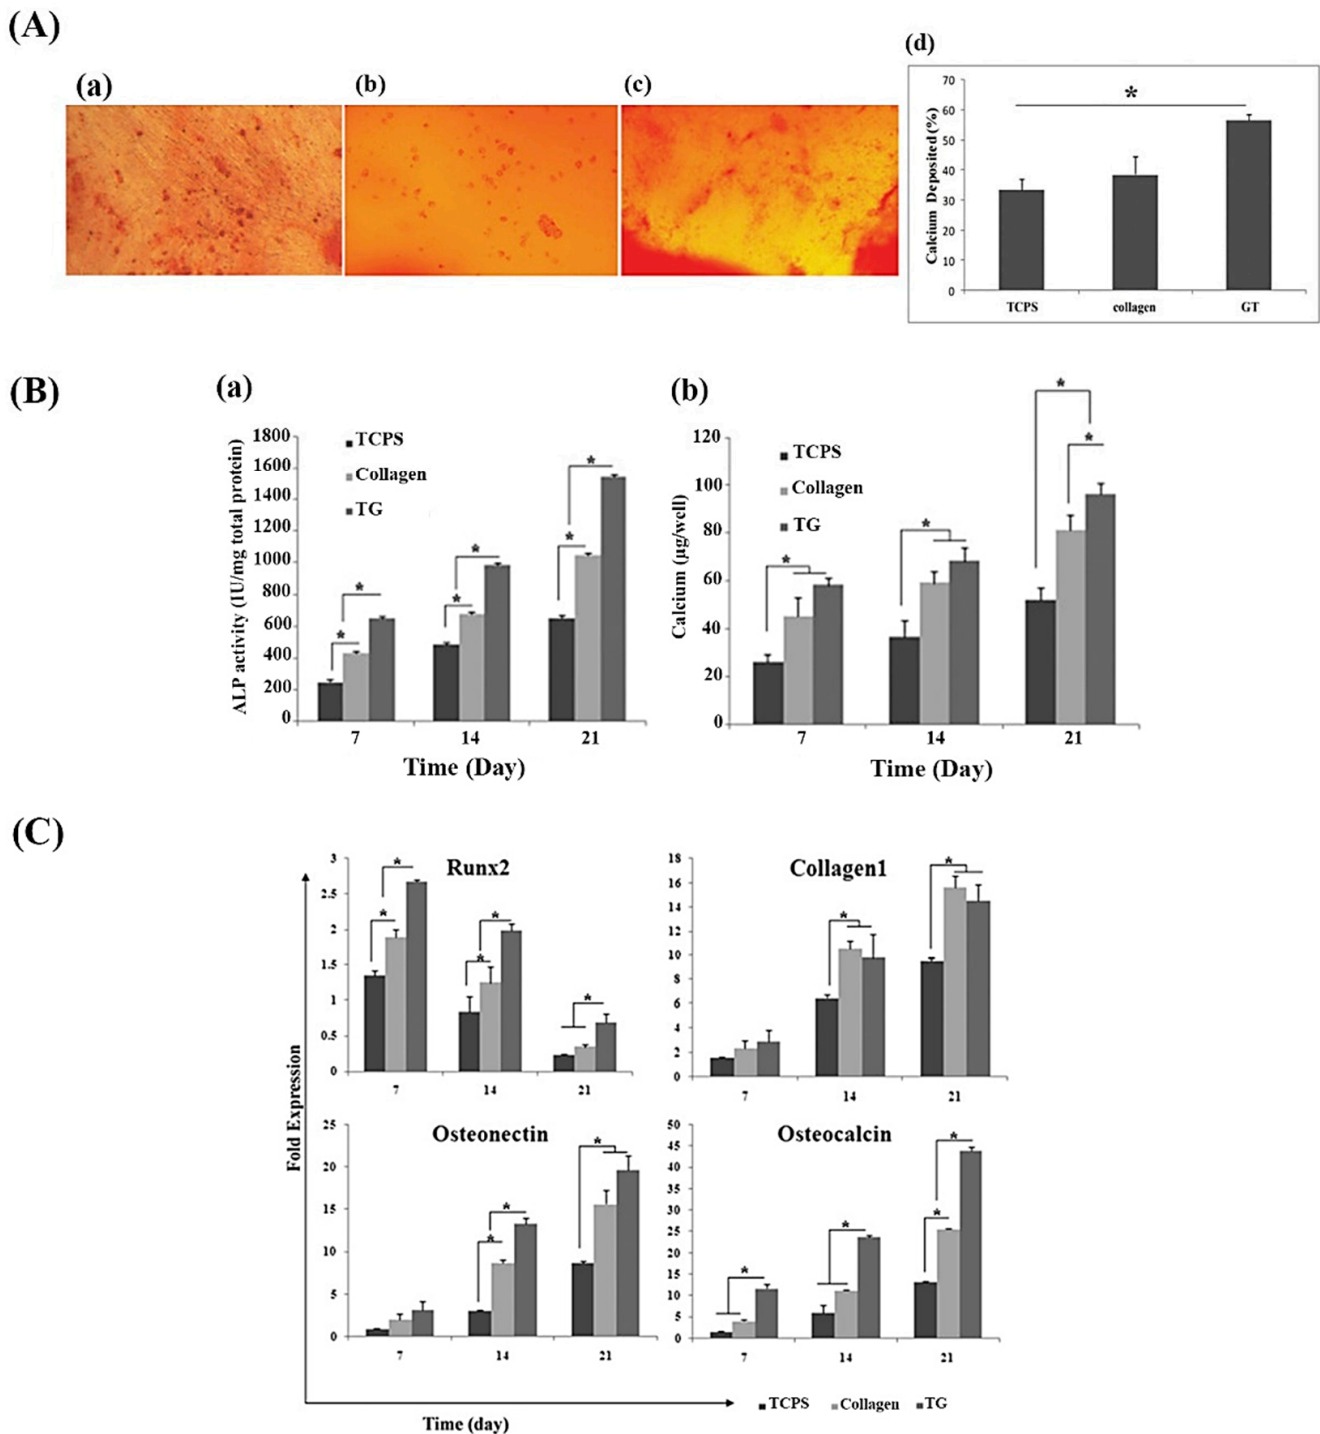 (A)
(a)
(b)
(c)
(d)
70
60
50
40
30
20
10
0
Calcium Deposited (%)
*
TCPS
collagen
GT
(B)
(a)
TCPS
Collagen
TG
1800
1600
1400
1200
1000
800
600
400
200
0
ALP activity (IU/mg total protein)
* * * * * *
7 14 21
Time (Day)
(b)
TCPS
Collagen
TG
120
100
80
60
40
20
0
Calcium (µg/well)
* * * *
7 14 21
Time (Day)
(C)
Fold Expression
Runx2
3
2.5
2
1.5
1
0.5
0
* * * * *
7 14 21
Collagen1
18
16
14
12
10
8
6
4
2
0
* *
7 14 21
Osteonectin
25
20
15
10
5
0
* * *
7 14 21
Osteocalcin
50
45
40
35
30
25
20
15
10
5
0
* * * *
7 14 21
Time (day)
TCPS Collagen TG